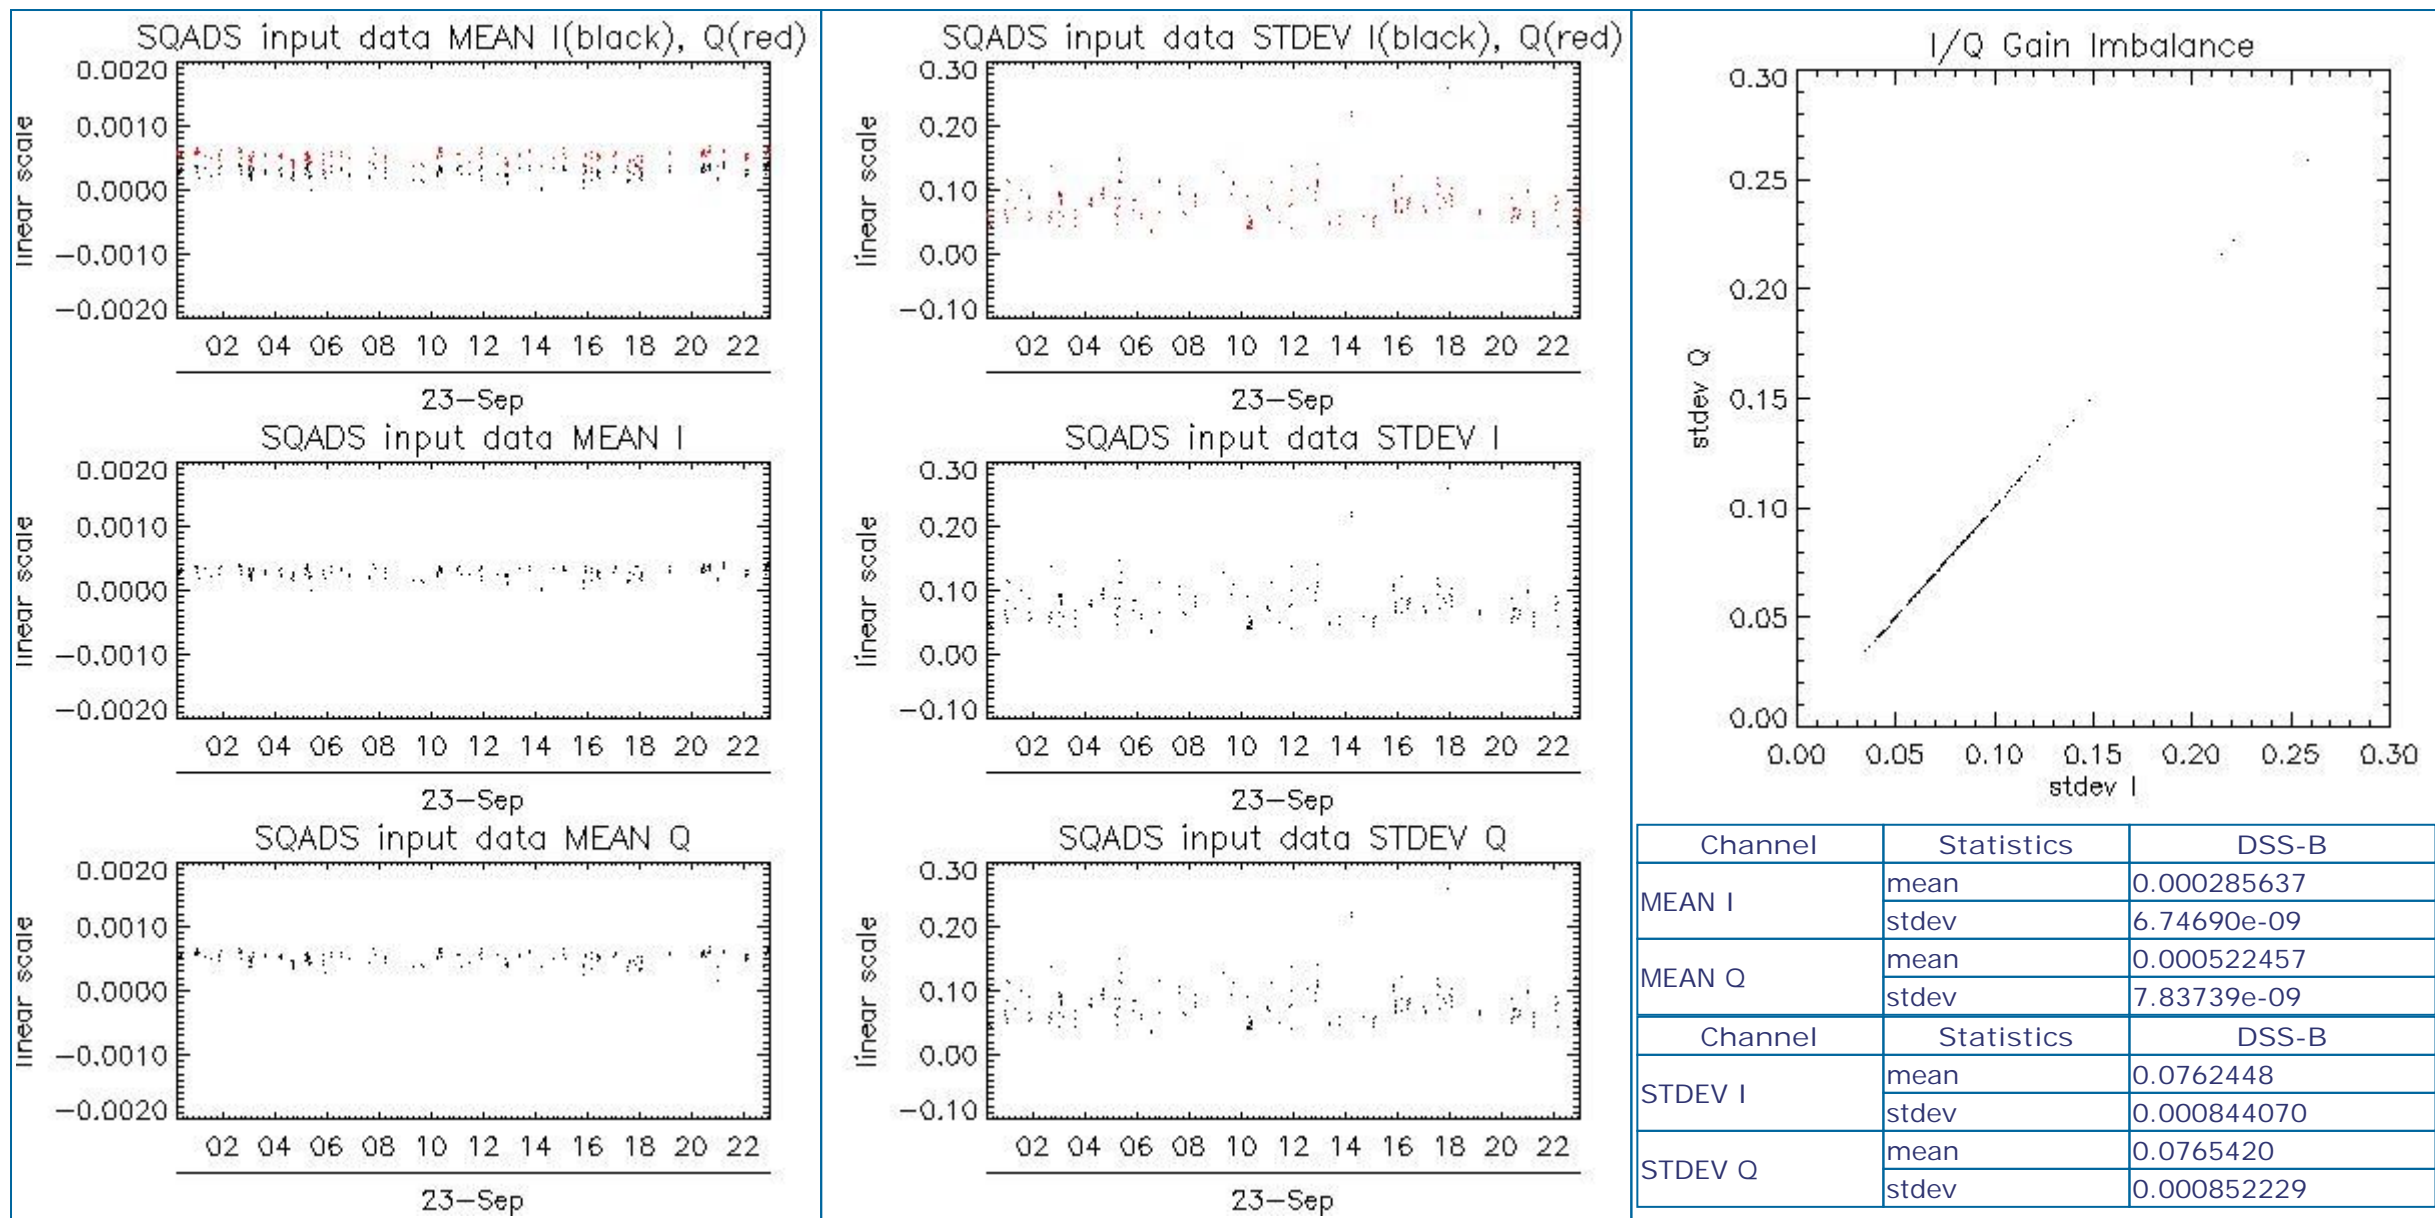 SQADS input data MEAN I(black), Q(red)
0.0020
0.0010
0.0000
−0.0010
−0.0020
linear scale
02 04 06 08 10 12 14 16 18 20 22
23−Sep
SQADS input data MEAN I
0.0020
0.0010
0.0000
−0.0010
−0.0020
linear scale
02 04 06 08 10 12 14 16 18 20 22
23−Sep
SQADS input data MEAN Q
0.0020
0.0010
0.0000
−0.0010
−0.0020
linear scale
02 04 06 08 10 12 14 16 18 20 22
23−Sep
SQADS input data STDEV I(black), Q(red)
0.30
0.20
0.10
0.00
−0.10
linear scale
02 04 06 08 10 12 14 16 18 20 22
23−Sep
SQADS input data STDEV I
0.30
0.20
0.10
0.00
−0.10
linear scale
02 04 06 08 10 12 14 16 18 20 22
23−Sep
SQADS input data STDEV Q
0.30
0.20
0.10
0.00
−0.10
linear scale
02 04 06 08 10 12 14 16 18 20 22
23−Sep
I/Q Gain Imbalance
0.30
0.25
0.20
0.15
0.10
0.05
0.00
stdev Q
0.00 0.05 0.10 0.15 0.20 0.25 0.30
stdev I
Channel Statistics DSS-B
MEAN I mean 0.000285637
stdev 6.74690e-09
MEAN Q mean 0.000522457
stdev 7.83739e-09
Channel Statistics DSS-B
STDEV I mean 0.0762448
stdev 0.000844070
STDEV Q mean 0.0765420
stdev 0.000852229